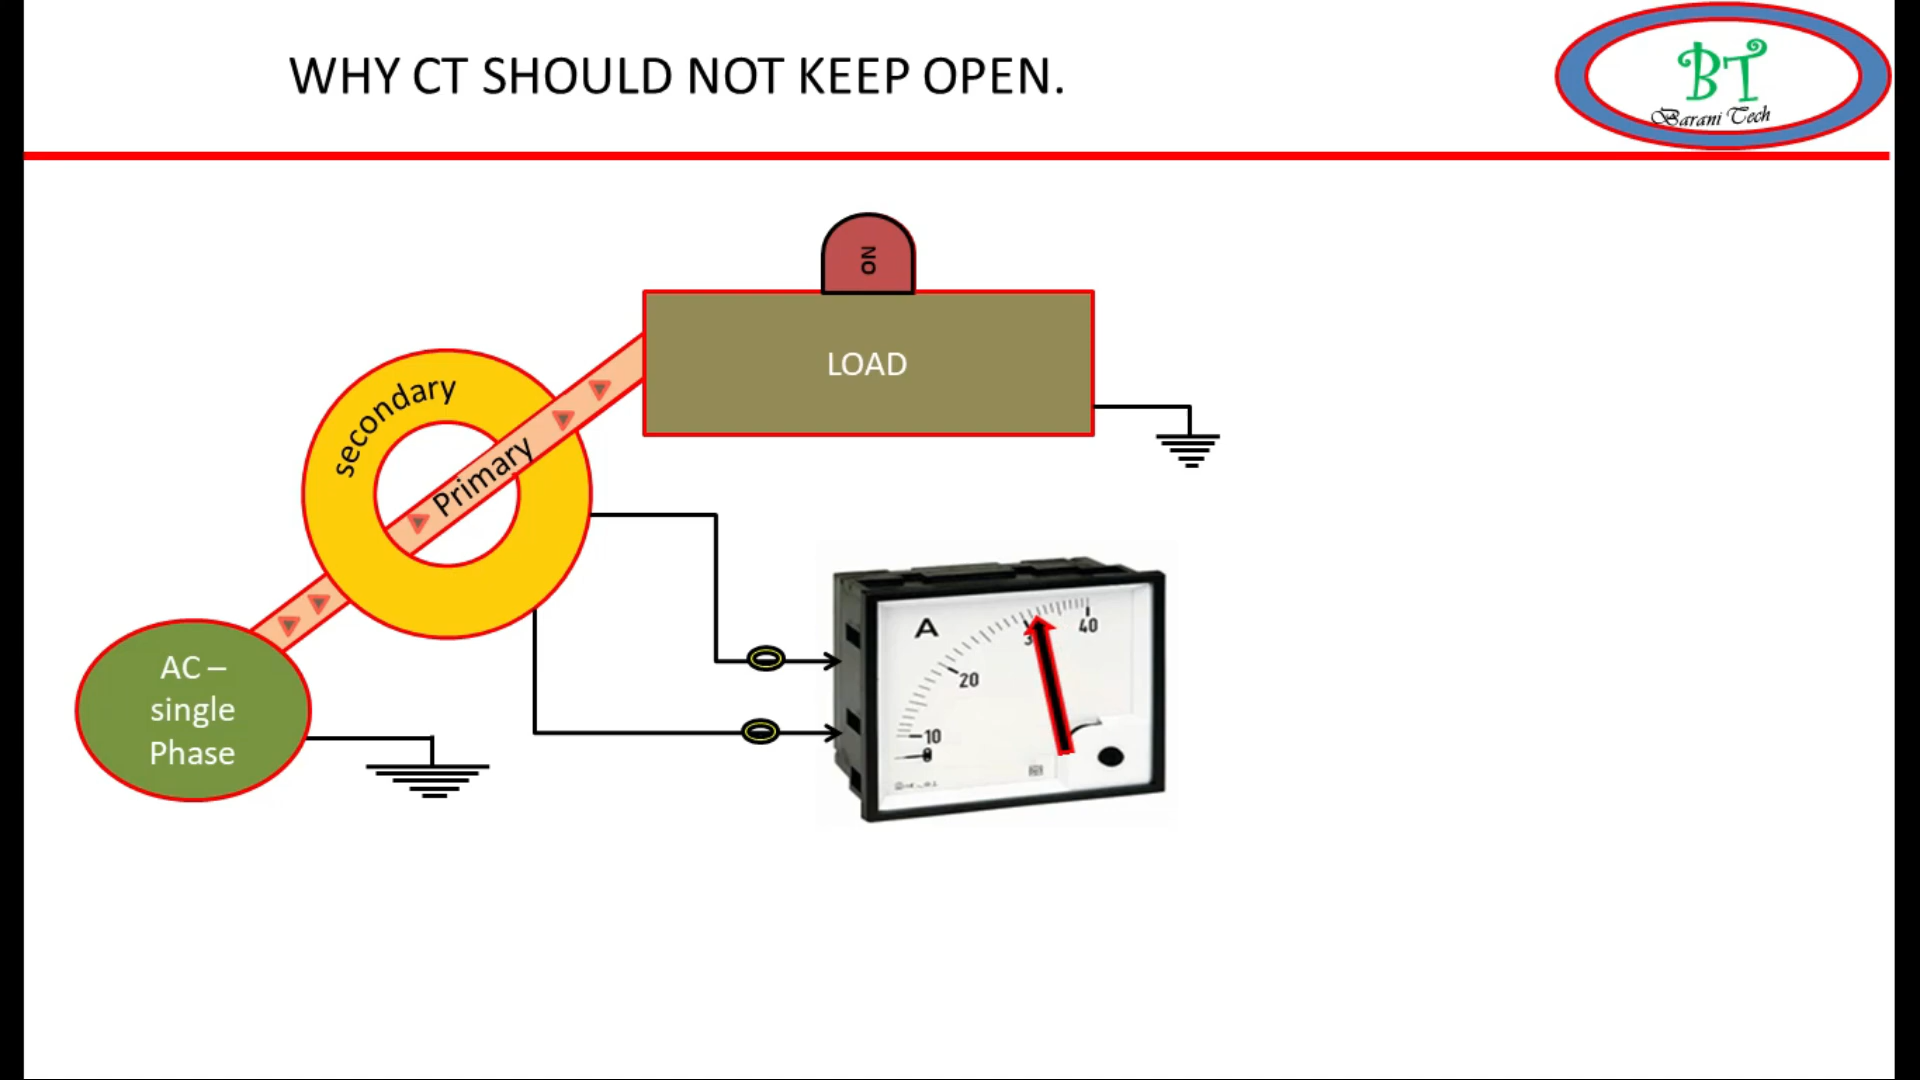 WHY CT SHOULD NOT KEEP OPEN.
BT
Barani Tech
ON
LOAD
secondary
Primary
AC –
single
Phase
A
40
20
10
0